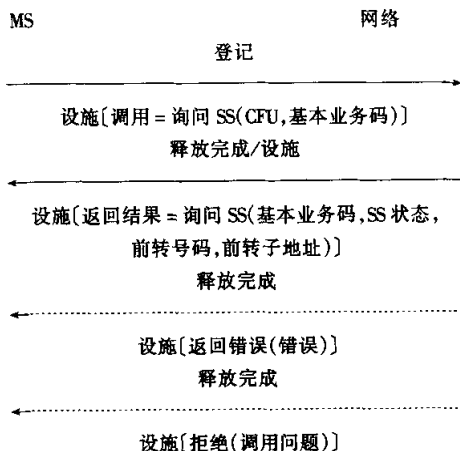 MS 网络
登记
设施〔调用=询问 SS(CFU,基本业务码)〕
释放完成/设施
设施〔返回结果=询问 SS(基本业务码,SS 状态,
前转号码,前转子地址)〕
释放完成
设施〔返回错误(错误)〕
释放完成
设施〔拒绝(调用问题)〕